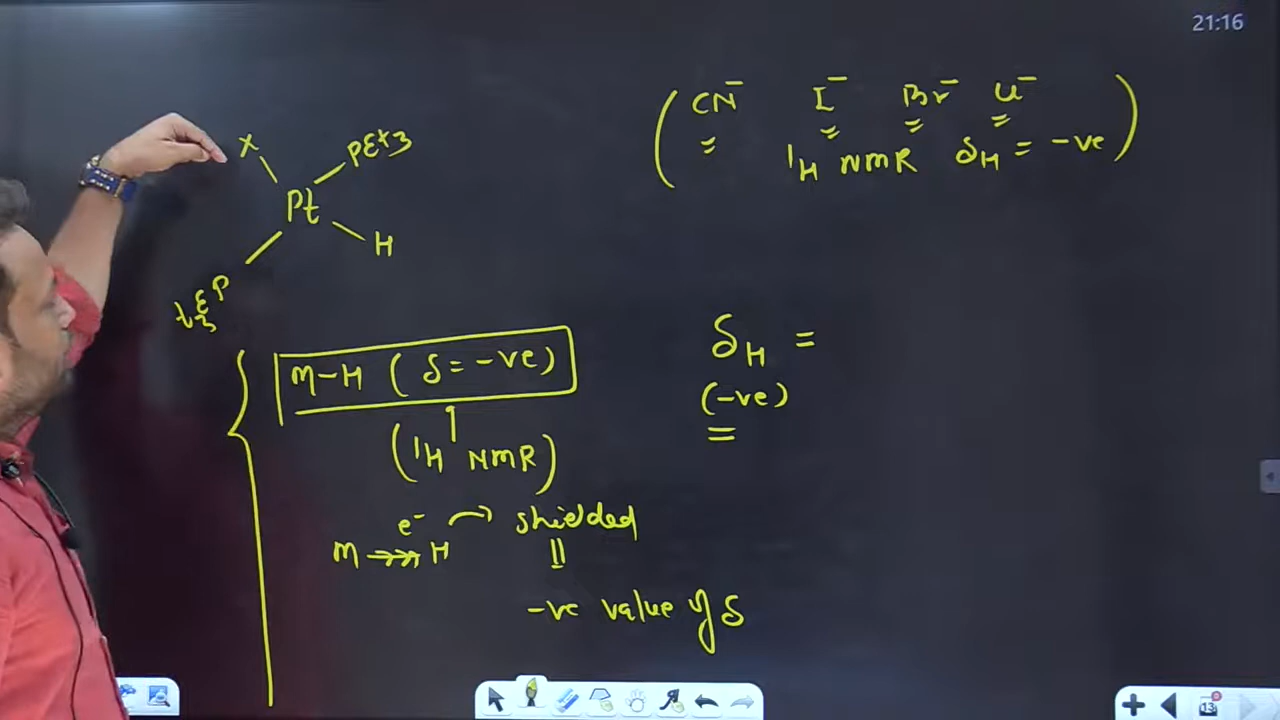 21:16
CN⁻ I⁻ Br⁻ Cl⁻
¹H NMR δH = -ve
X PEt3
Pt
H
Et3P
M-H ( δ = -ve)
(¹H NMR)
e⁻ shielded
M H
-ve value of δ
δH =
(-ve)
=
13